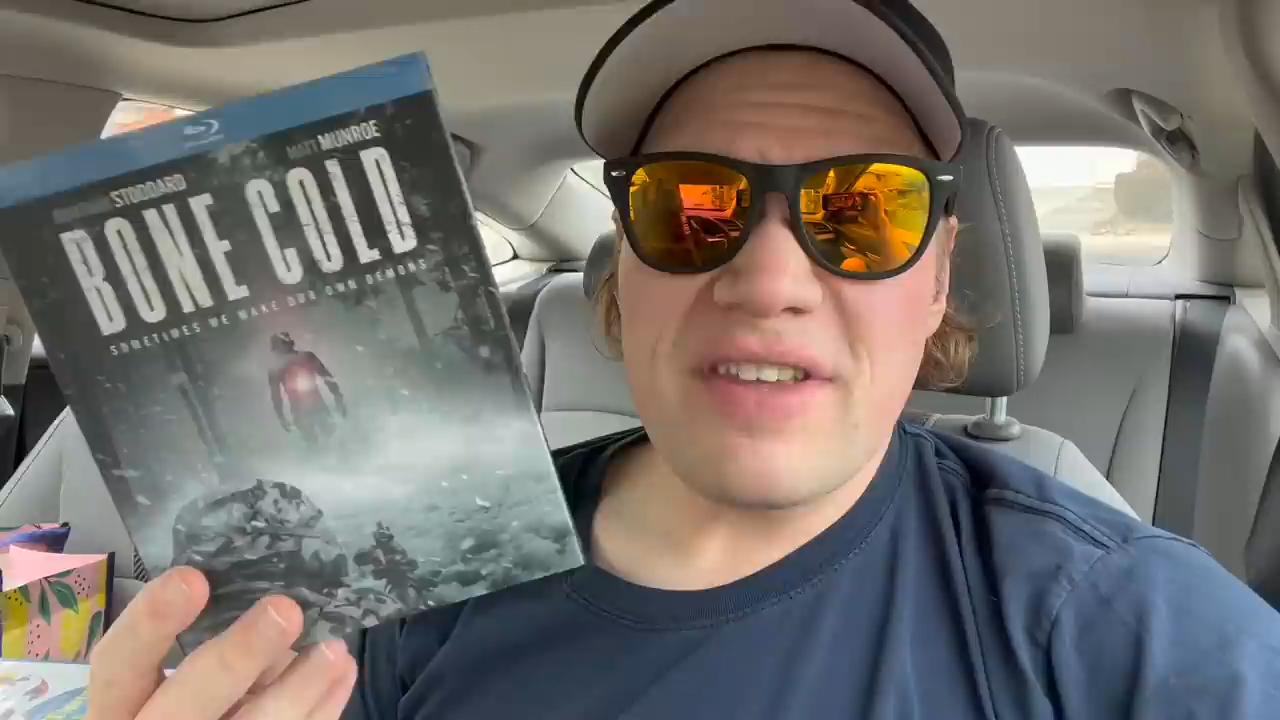 STODDARD
MATT MUNROE
BONE COLD
SOMETIMES WE MAKE OUR OWN DEMONS